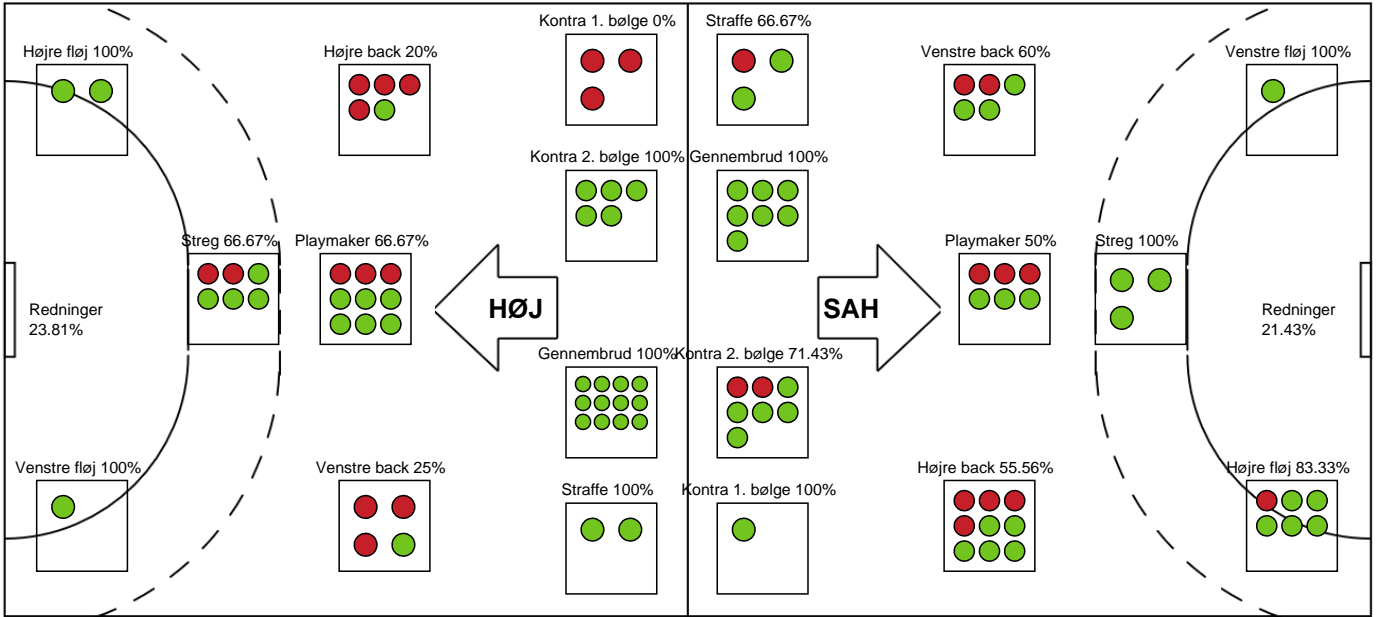 Kontra 1. bølge 0%
Straffe 66.67%
Højre fløj 100%
Højre back 20%
Venstre back 60%
Venstre fløj 100%
Kontra 2. bølge 100%
Gennembrud 100%
Streg 66.67%
Playmaker 66.67%
Playmaker 50%
Streg 100%
Redninger
23.81%
HØJ
SAH
Redninger
21.43%
Gennembrud 100%
Kontra 2. bølge 71.43%
Venstre fløj 100%
Venstre back 25%
Højre back 55.56%
Højre fløj 83.33%
Straffe 100%
Kontra 1. bølge 100%